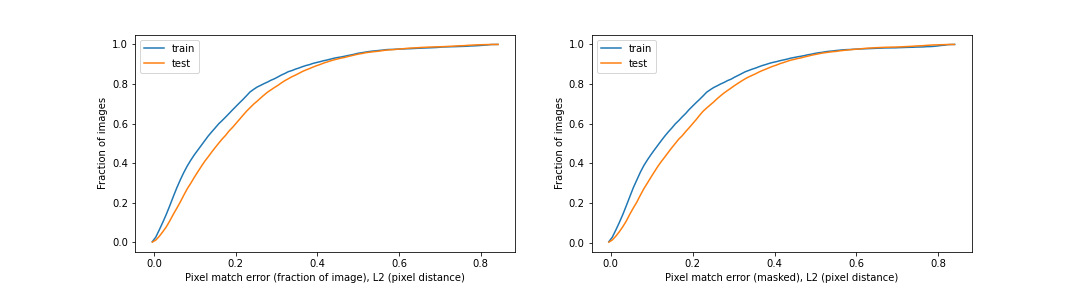 train
test
1.0
0.8
0.6
0.4
0.2
0.0
Fraction of images
0.0 0.2 0.4 0.6 0.8
Pixel match error (fraction of image), L2 (pixel distance)
train
test
1.0
0.8
0.6
0.4
0.2
0.0
Fraction of images
0.0 0.2 0.4 0.6 0.8
Pixel match error (masked), L2 (pixel distance)